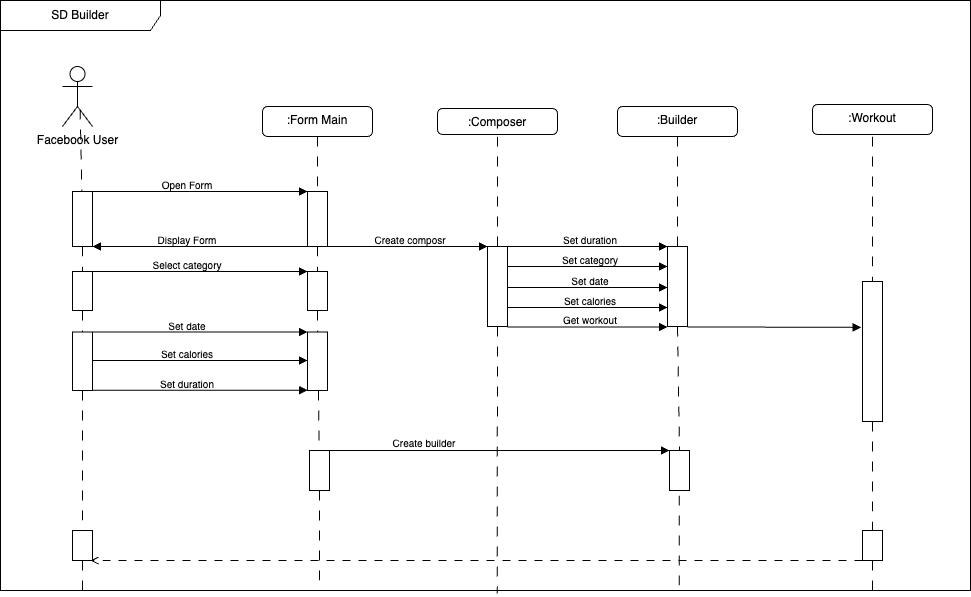 SD Builder
Facebook User
:Form Main
:Composer
:Builder
:Workout
Open Form
Display Form
Create composr
Set duration
Select category
Set category
Set date
Set calories
Get workout
Set date
Set calories
Set duration
Create builder